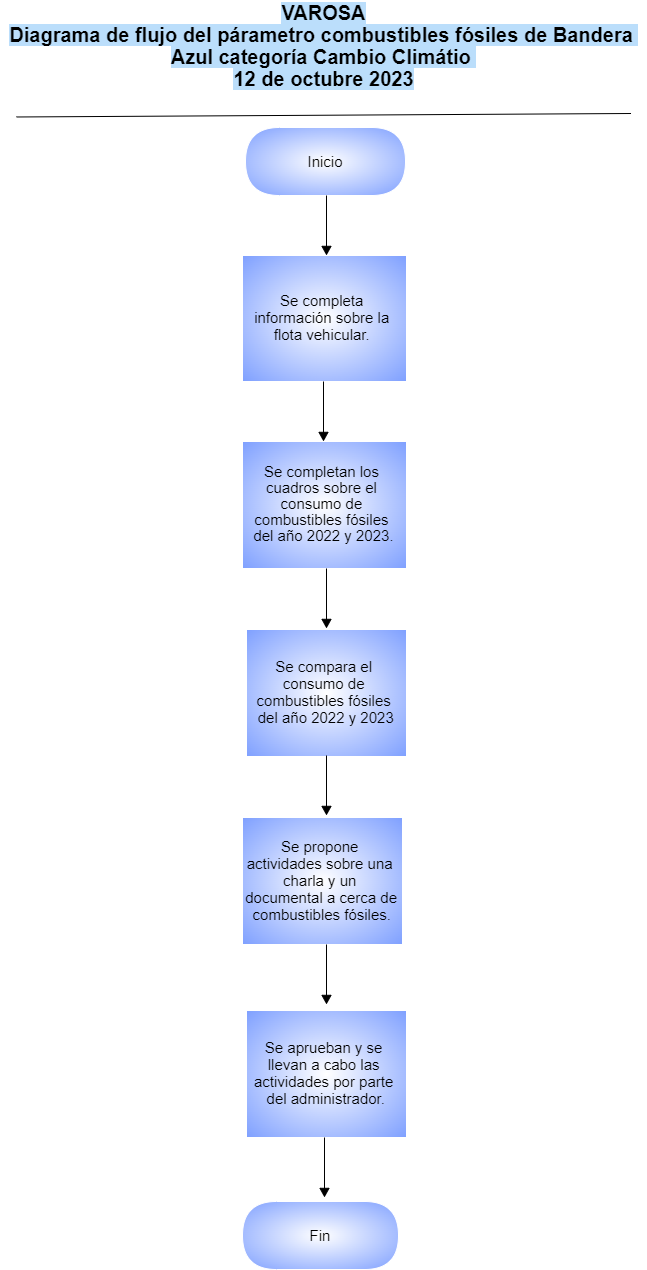 VAROSA
Diagrama de flujo del párametro combustibles fósiles de Bandera
Azul categoría Cambio Climátio
12 de octubre 2023
Inicio
Se completa
información sobre la
flota vehicular.
Se completan los
cuadros sobre el
consumo de
combustibles fósiles
del año 2022 y 2023.
Se compara el
consumo de
combustibles fósiles
del año 2022 y 2023
Se propone
actividades sobre una
charla y un
documental a cerca de
combustibles fósiles.
Se aprueban y se
llevan a cabo las
actividades por parte
del administrador.
Fin